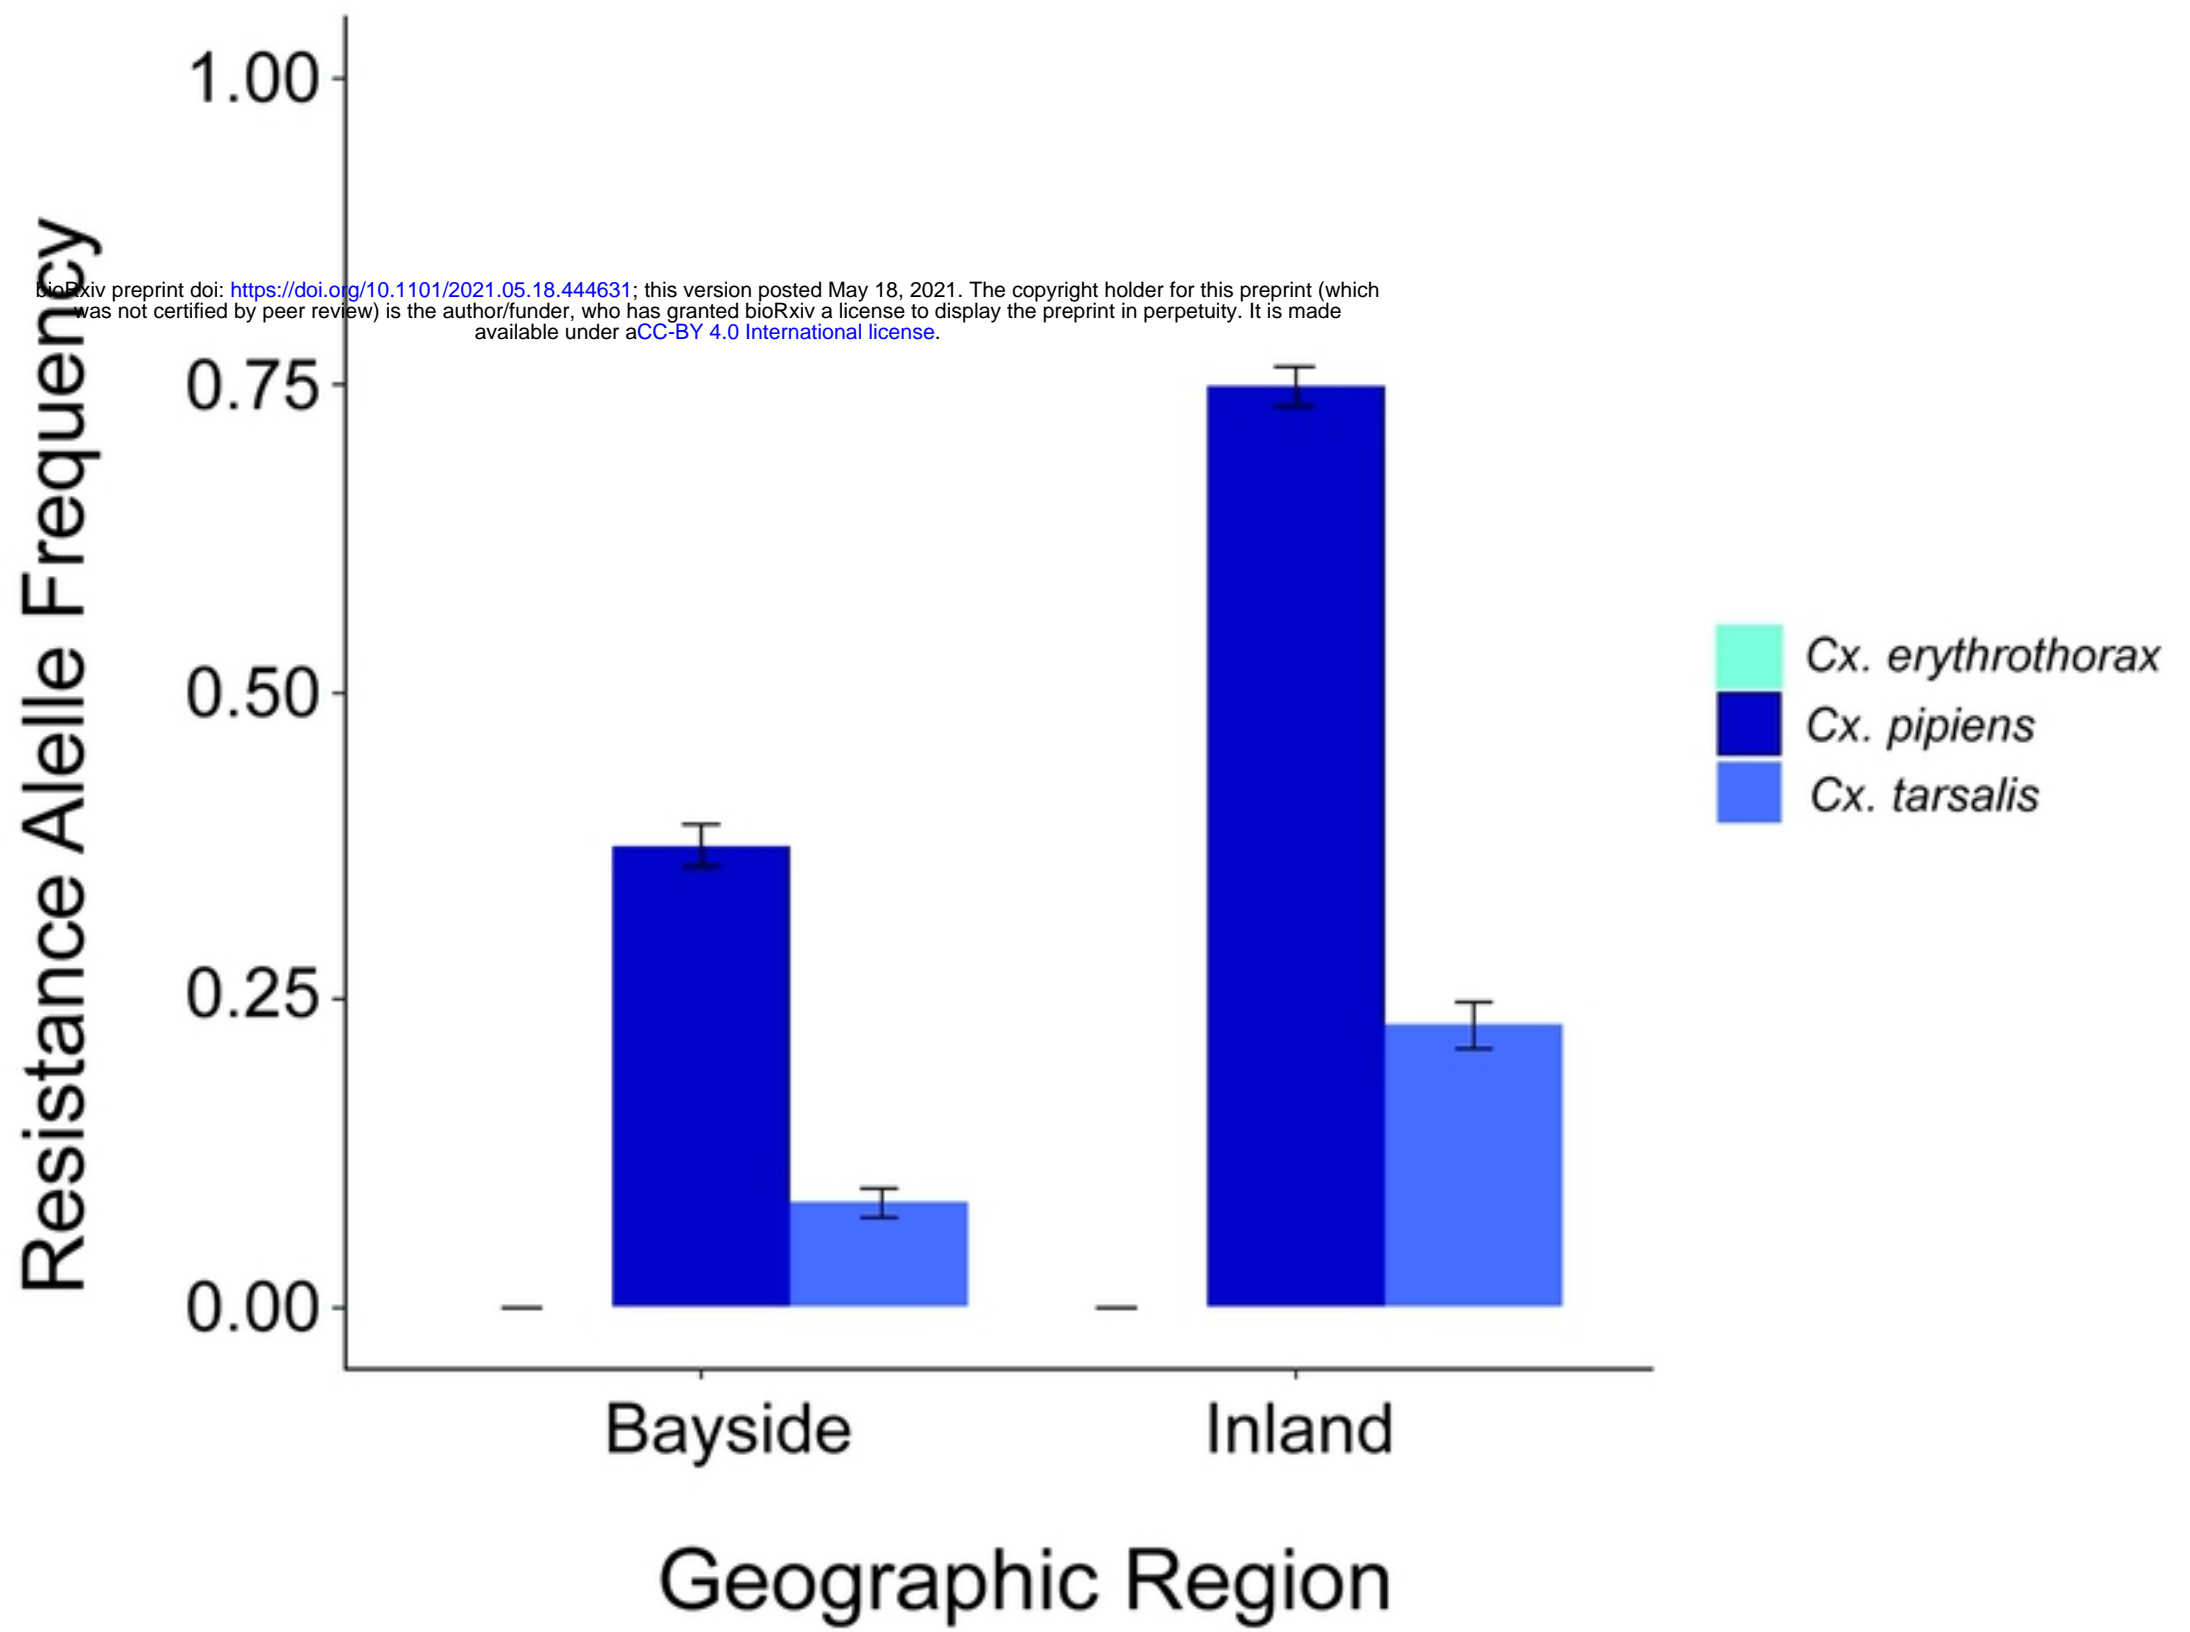 1.00
bioRxiv preprint doi: https://doi.org/10.1101/2021.05.18.444631; this version posted May 18, 2021. The copyright holder for this preprint (which
was not certified by peer review) is the author/funder, who has granted bioRxiv a license to display the preprint in perpetuity. It is made
available under aCC-BY 4.0 International license.
0.75
0.50
0.25
0.00
Resistance Alelle Frequency
Cx. erythrothorax
Cx. pipiens
Cx. tarsalis
Bayside
Inland
Geographic Region